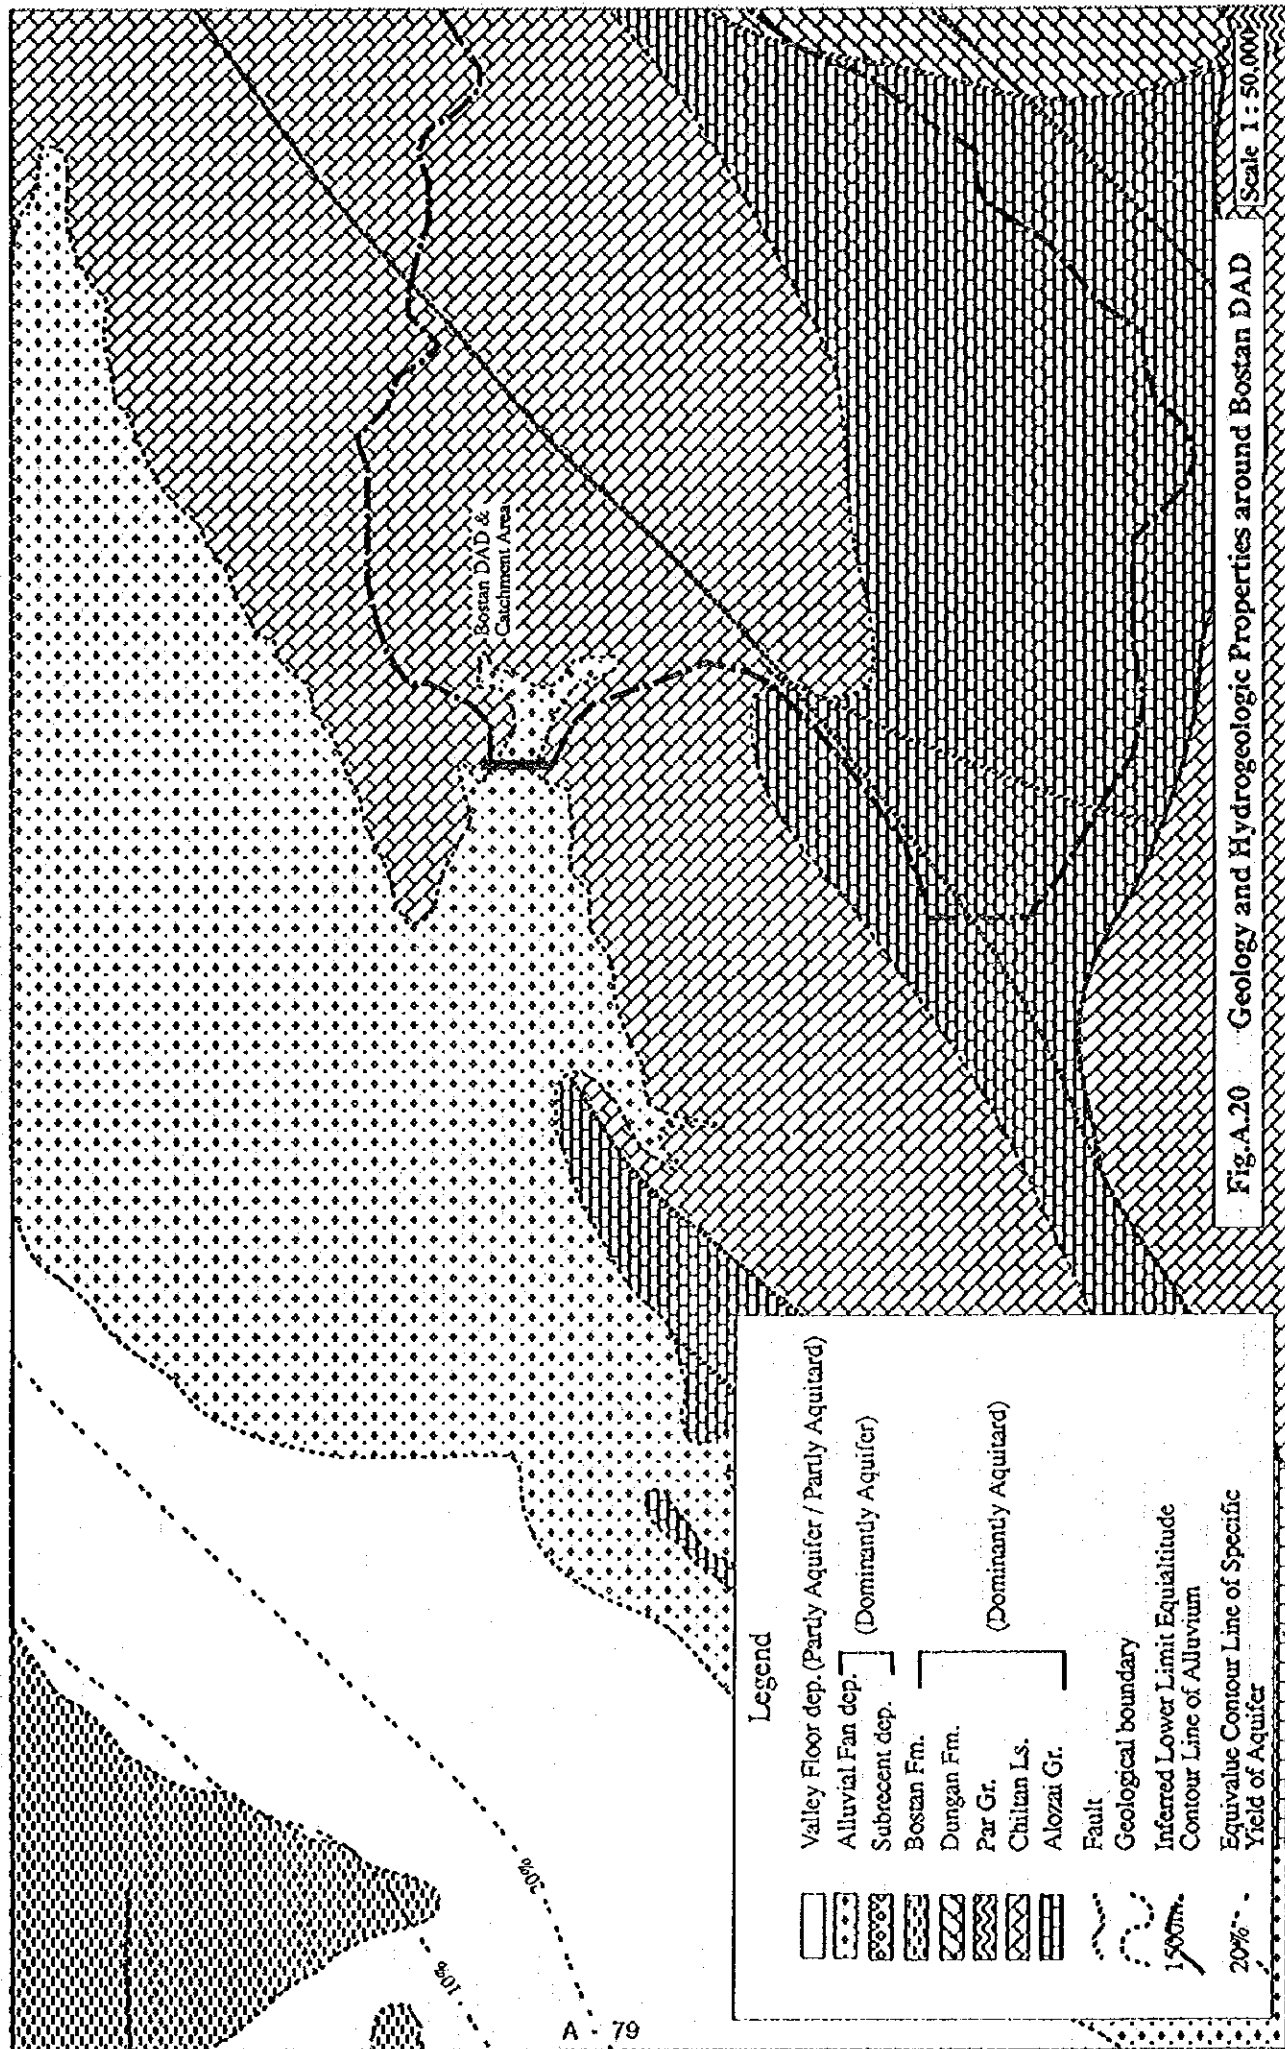 Bostan DAD &
Catchment Area
20%
10%
Legend
Valley Floor dep. (Partly Aquifer / Partly Aquitard)
Alluvial Fan dep.
(Dominantly Aquifer)
Subrecent dep.
Bostan Fm.
Dungan Fm.
(Dominantly Aquitard)
Par Gr.
Chiltan Ls.
Alozai Gr.
Fault
Geological boundary
1500m
Inferred Lower Limit Equialtitude
Contour Line of Alluvium
20%
Equivalue Contour Line of Specific
Yield of Aquifer
Fig.A.20 Geology and Hydrogeologic Properties around Bostan DAD
Scale 1 : 50,000
A - 79